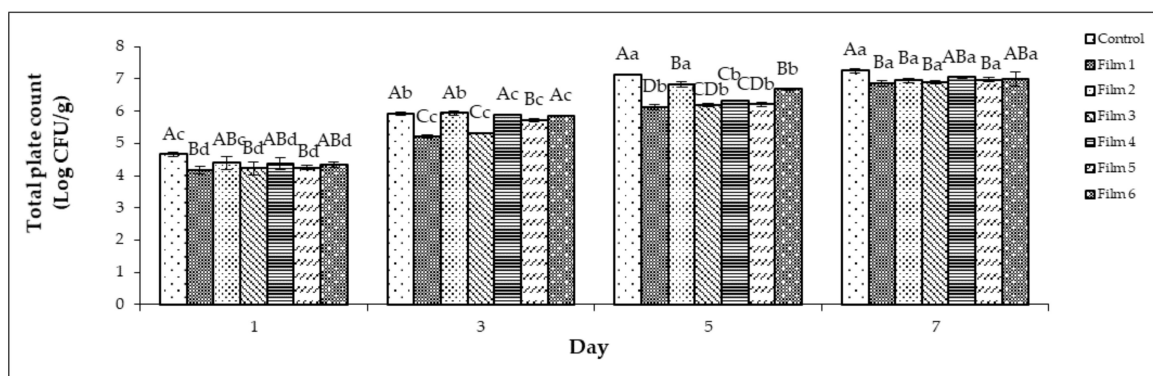 Total plate count
(Log CFU/g)
8
7
6
5
4
3
2
1
0
Ac Bd ABc Bd ABd Bd ABd
Ab Cc Ab Cc Ac Bc Ac
Aa Db Ba CDb Cb CDb Bb
Aa Ba Ba Ba ABa Ba ABa
1 3 5 7
Day
Control
Film 1
Film 2
Film 3
Film 4
Film 5
Film 6